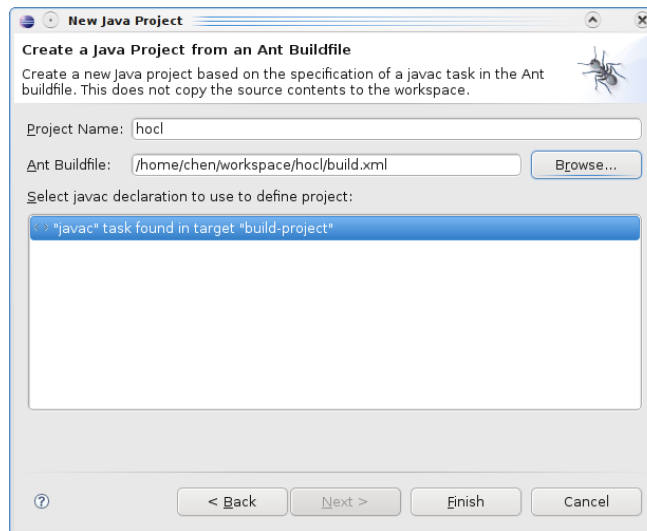 New Java Project
Create a Java Project from an Ant Buildfile
Create a new Java project based on the specification of a javac task in the Ant
buildfile. This does not copy the source contents to the workspace.
Project Name: hocl
Ant Buildfile: /home/chen/workspace/hocl/build.xml Browse...
Select javac declaration to use to define project:
"javac" task found in target "build-project"
< Back Next > Finish Cancel